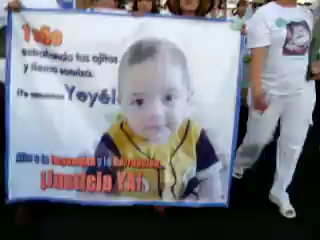 1 año
extrañando tus ojitos
y tierna sonrisa.
¡Te amamos Yeyé!
Alto a la Impunidad y la Corrupción
¡Justicia YA!